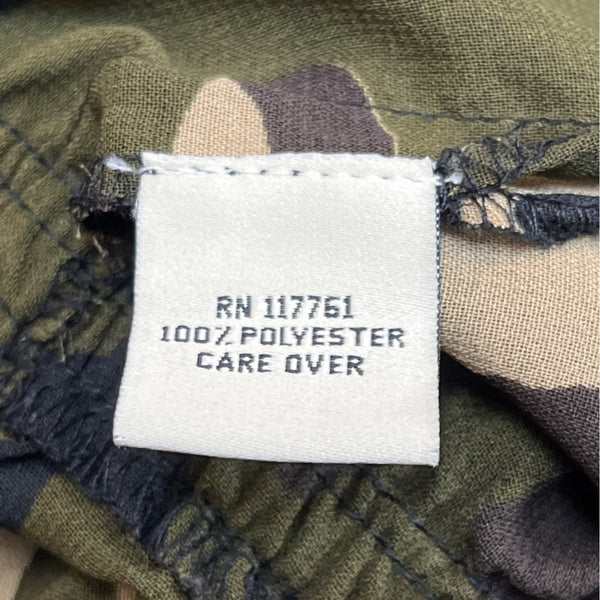 RN 117761
100% POLYESTER
CARE OVER